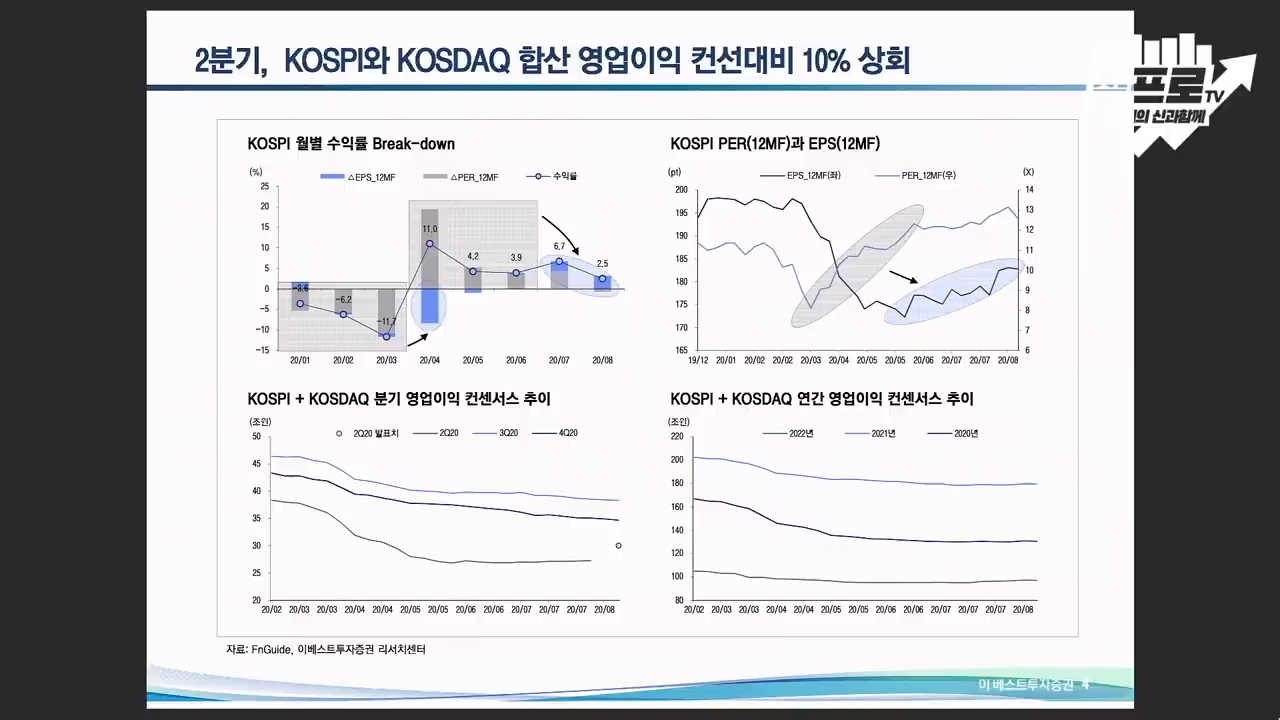 2분기, KOSPI와 KOSDAQ 합산 영업이익 컨선대비 10% 상회
프로TV
의 신과함께
KOSPI 월별 수익률 Break-down
(%)
△EPS_12MF △PER_12MF 수익률
25
20
15
10
5
0
-5
-10
-15
-3.6
-6.2
-11.7
11.0
4.2
3.9
6.7
2.5
20/01 20/02 20/03 20/04 20/05 20/06 20/07 20/08
KOSPI PER(12MF)과 EPS(12MF)
(pt) (X)
EPS_12MF(좌) PER_12MF(우)
200
195
190
185
180
175
170
165
14
13
12
11
10
9
8
7
6
19/12 20/01 20/01 20/02 20/03 20/04 20/05 20/05 20/06 20/07 20/08
KOSPI + KOSDAQ 분기 영업이익 컨센서스 추이
(조원)
2Q20 발표치 2Q20 3Q20 4Q20
50
45
40
35
30
25
20
20/02 20/03 20/03 20/04 20/04 20/05 20/05 20/06 20/06 20/07 20/07 20/07 20/08
KOSPI + KOSDAQ 연간 영업이익 컨센서스 추이
(조원)
2022년 2021년 2020년
220
200
180
160
140
120
100
80
20/02 20/03 20/03 20/04 20/04 20/05 20/05 20/06 20/06 20/07 20/07 20/07 20/08
자료: FnGuide, 이베스트투자증권 리서치센터
이베스트투자증권 4